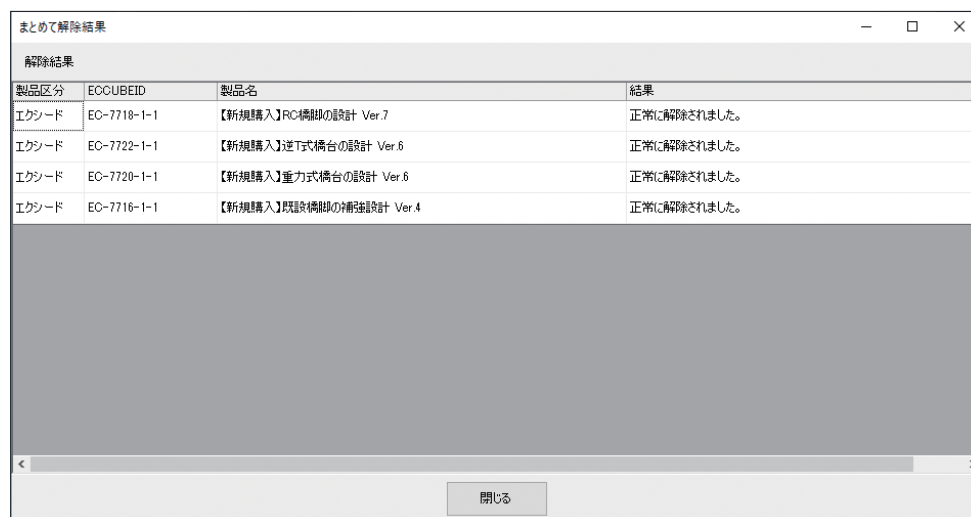 まとめて解除結果
解除結果
製品区分 ECCUBEID 製品名 結果
エクシード EC-7718-1-1 【新規購入】RC橋脚の設計 Ver.7 正常に解除されました。
エクシード EC-7722-1-1 【新規購入】逆T式橋台の設計 Ver.6 正常に解除されました。
エクシード EC-7720-1-1 【新規購入】重力式橋台の設計 Ver.6 正常に解除されました。
エクシード EC-7716-1-1 【新規購入】既設橋脚の補強設計 Ver.4 正常に解除されました。
閉じる